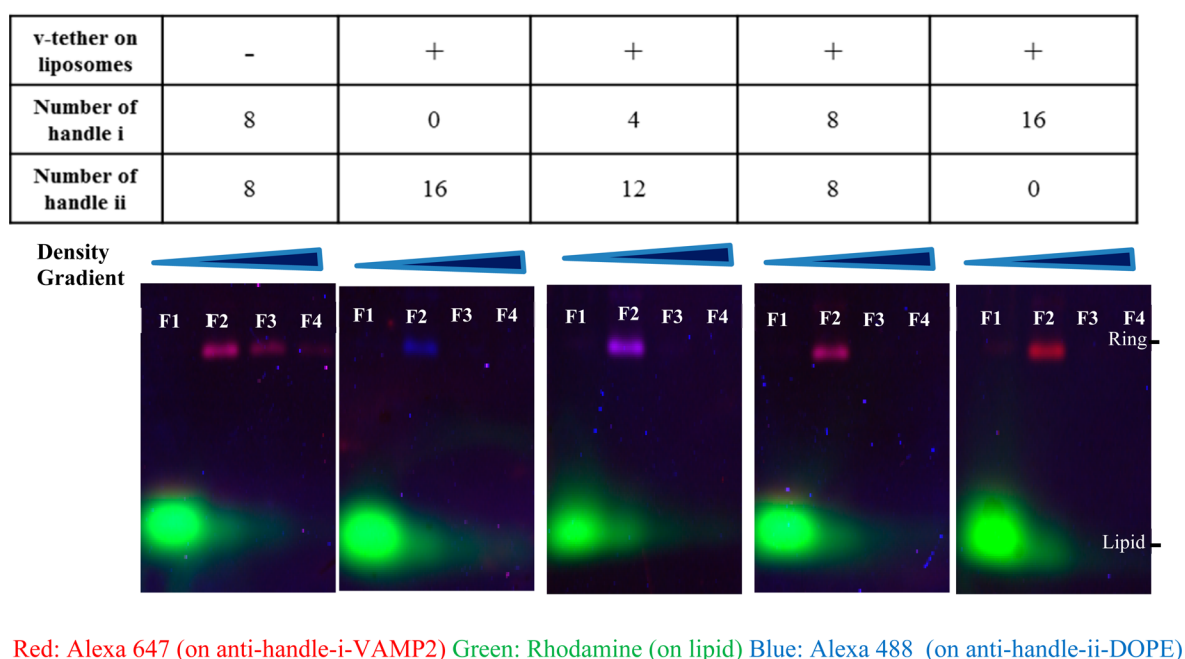 v-tether on
liposomes
- + + + +
Number of
handle i
8 0 4 8 16
Number of
handle ii
8 16 12 8 0
Density
Gradient
F1 F2 F3 F4 F1 F2 F3 F4 F1 F2 F3 F4 F1 F2 F3 F4 F1 F2 F3 F4
Ring
Lipid
Red: Alexa 647 (on anti-handle-i-VAMP2) Green: Rhodamine (on lipid) Blue: Alexa 488 (on anti-handle-ii-DOPE)